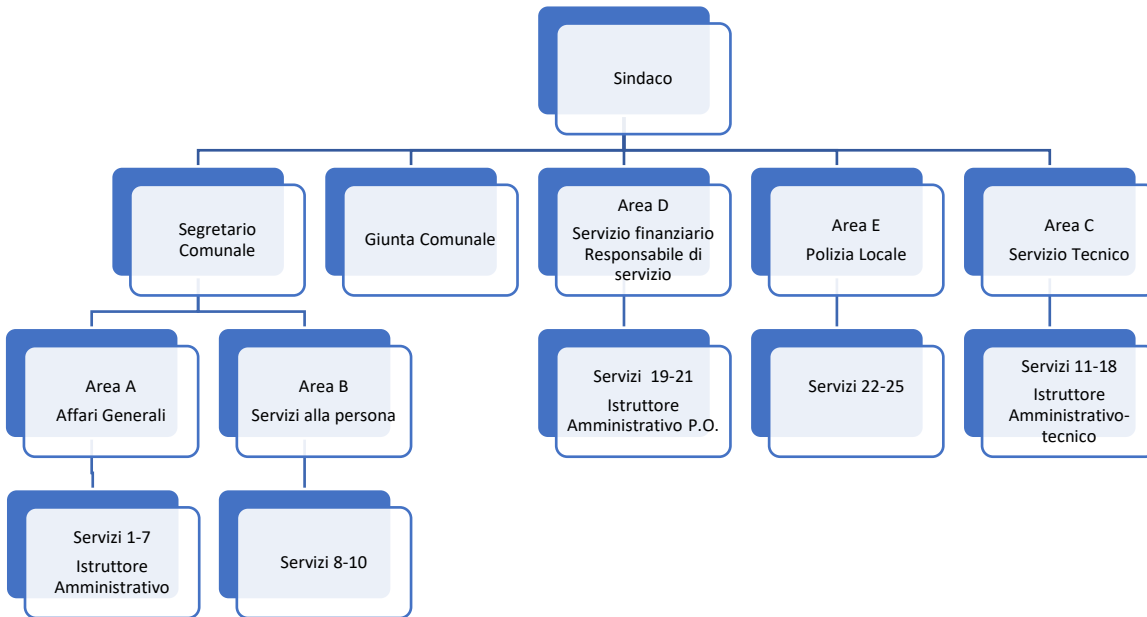 Sindaco
Segretario
Comunale
Giunta Comunale
Area D
Servizio finanziario
Responsabile di
servizio
Area E
Polizia Locale
Area C
Servizio Tecnico
Area A
Affari Generali
Area B
Servizi alla persona
Servizi 19-21
Istruttore
Amministrativo P.O.
Servizi 22-25
Servizi 11-18
Istruttore
Amministrativo-
tecnico
Servizi 1-7
Istruttore
Amministrativo
Servizi 8-10